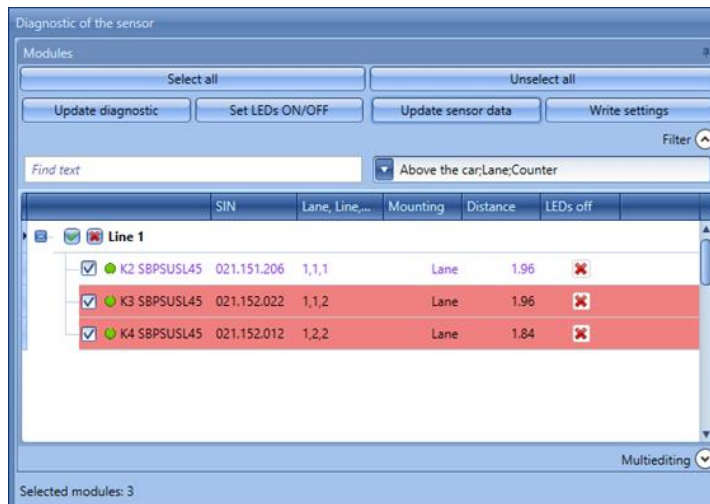 Diagnostic of the sensor
Modules
Select all Unselect all
Update diagnostic Set LEDs ON/OFF Update sensor data Write settings
Filter
Find text Above the car;Lane;Counter
SIN Lane, Line,... Mounting Distance LEDs off
Line 1
K2 SBPSUSL45 021.151.206 1,1,1 Lane 1.96
K3 SBPSUSL45 021.152.022 1,1,2 Lane 1.96
K4 SBPSUSL45 021.152.012 1,2,2 Lane 1.84
Multiediting
Selected modules: 3